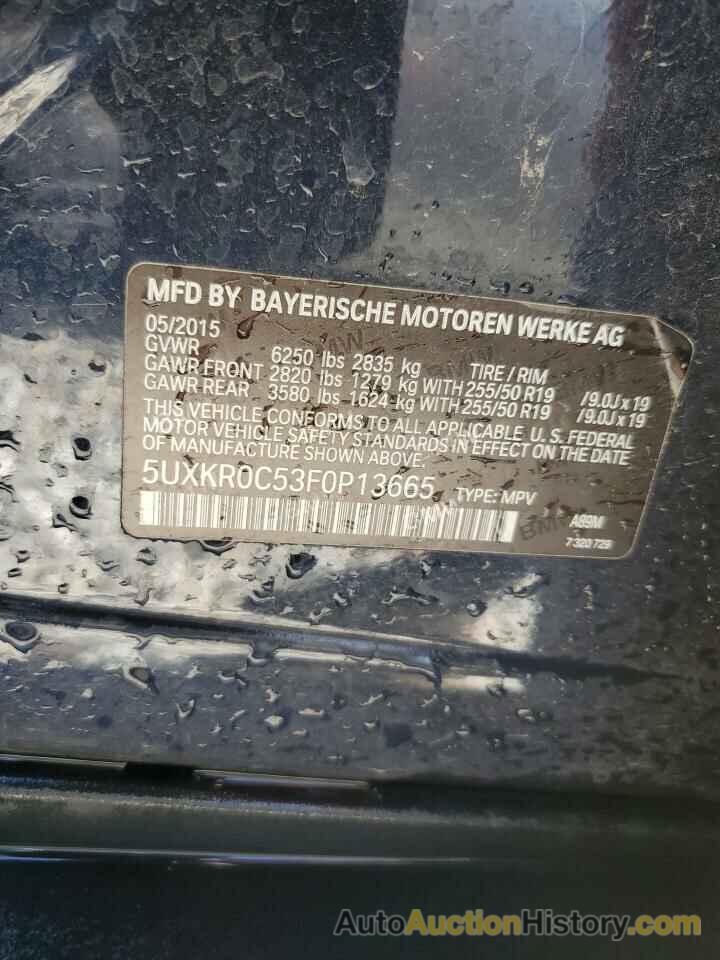 MFD BY BAYERISCHE MOTOREN WERKE AG
05/2015
GVWR 6250 lbs 2835 kg TIRE / RIM
GAWR FRONT 2820 lbs 1279 kg WITH 255/50 R19 /9.0J x 19
GAWR REAR 3580 lbs 1624 kg WITH 255/50 R19 /9.0J x 19
THIS VEHICLE CONFORMS TO ALL APPLICABLE U. S. FEDERAL
MOTOR VEHICLE SAFETY STANDARDS IN EFFECT ON THE DATE
OF MANUFACTURE SHOWN ABOVE.
5UXKR0C53F0P13665 TYPE: MPV
A89M
7320729
AutoAuctionHistory.com